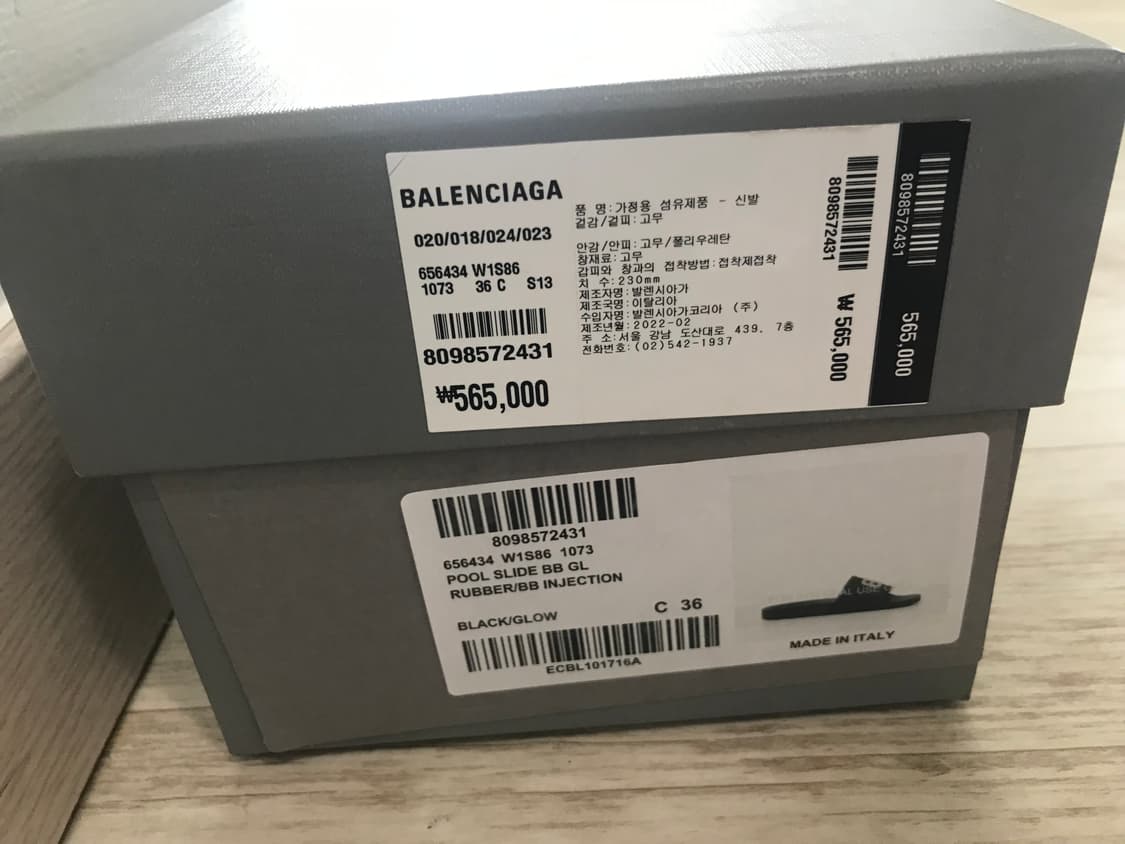 BALENCIAGA
020/018/024/023
656434 W1S86
1073 36 C S13
8098572431
₩565,000
품 명:가정용 섬유제품 - 신발
겉감/겉피:고무
안감/안피:고무/폴리우레탄
창재료:고무
갑피와 창과의 접착방법:접착제접착
치 수:230mm
제조자명:발렌시아가
제조국명:이탈리아
수입자명:발렌시아가코리아 (주)
제조년월:2022-02
주 소:서울 강남 도산대로 439. 7층
전화번호:(02)542-1937
8098572431
₩ 565,000
8098572431
565,000
8098572431
656434 W1S86 1073
POOL SLIDE BB GL
RUBBER/BB INJECTION
BLACK/GLOW
C 36
ECBL101716A
MADE IN ITALY